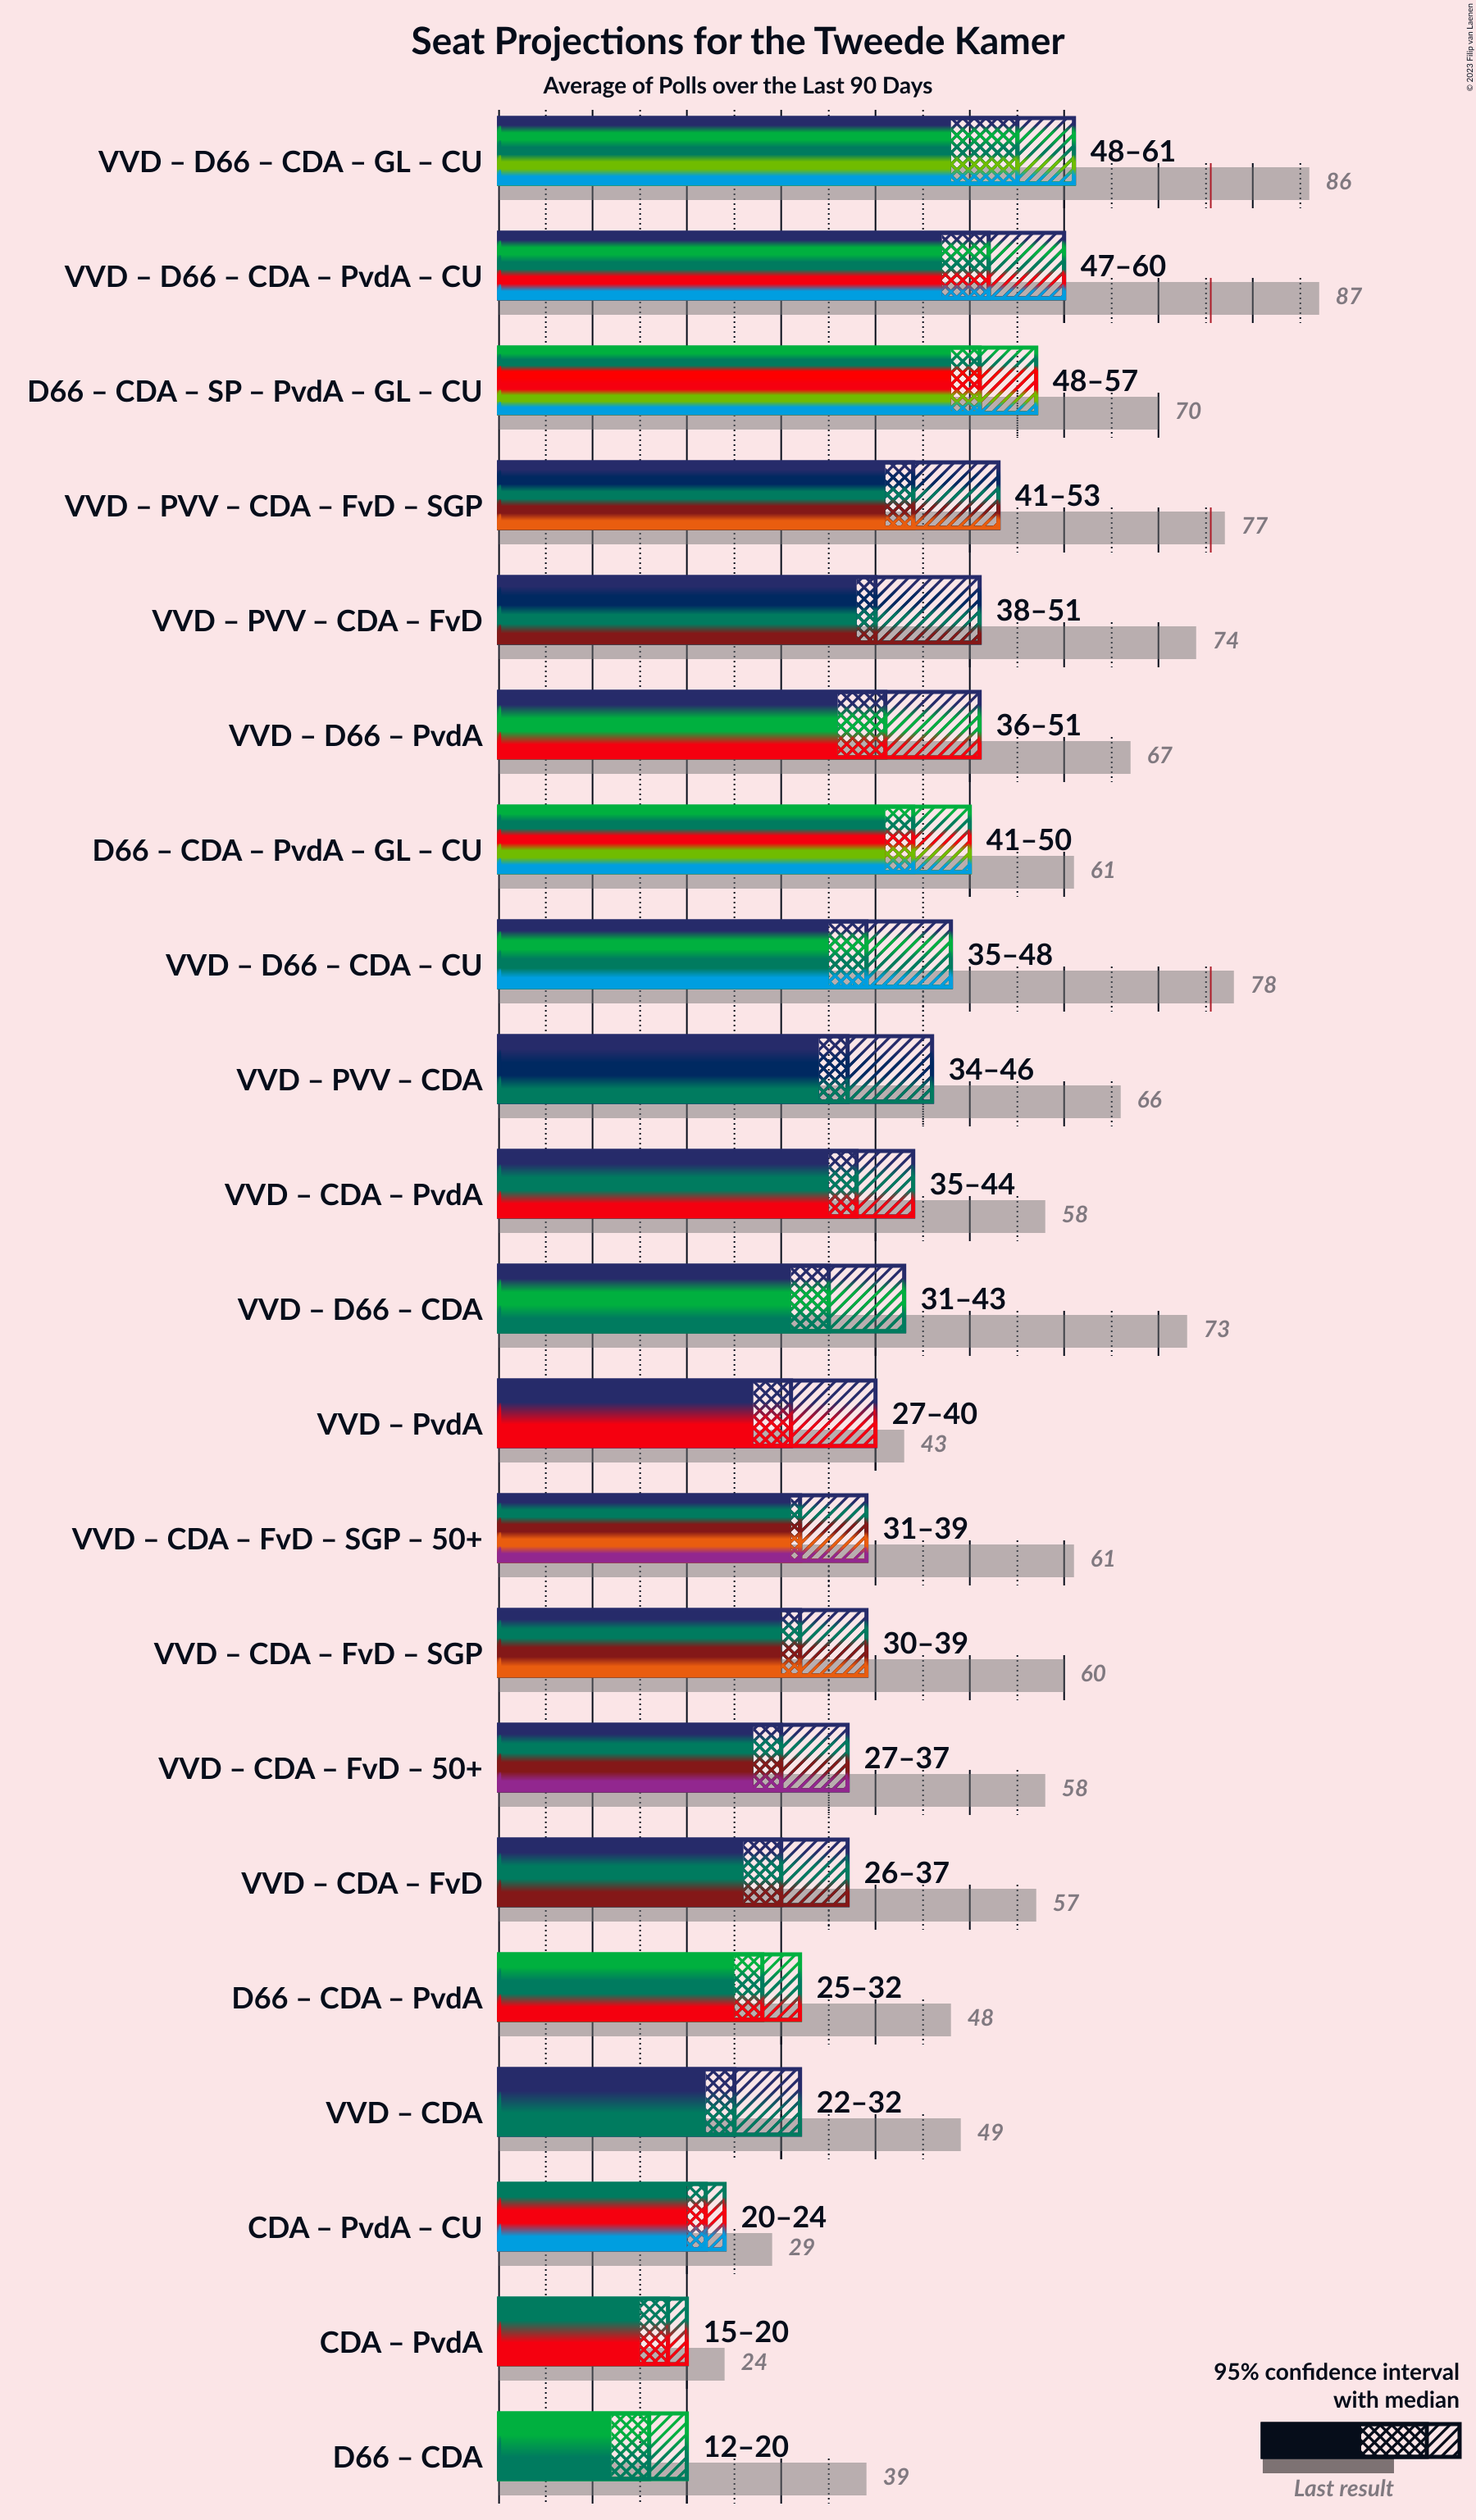 Seat Projections for the Tweede Kamer
Average of Polls over the Last 90 Days
© 2023 Filip van Laenen
VVD – D66 – CDA – GL – CU
48–61
86
VVD – D66 – CDA – PvdA – CU
47–60
87
D66 – CDA – SP – PvdA – GL – CU
48–57
70
VVD – PVV – CDA – FvD – SGP
41–53
77
VVD – PVV – CDA – FvD
38–51
74
VVD – D66 – PvdA
36–51
67
D66 – CDA – PvdA – GL – CU
41–50
61
VVD – D66 – CDA – CU
35–48
78
VVD – PVV – CDA
34–46
66
VVD – CDA – PvdA
35–44
58
VVD – D66 – CDA
31–43
73
VVD – PvdA
27–40
43
VVD – CDA – FvD – SGP – 50+
31–39
61
VVD – CDA – FvD – SGP
30–39
60
VVD – CDA – FvD – 50+
27–37
58
VVD – CDA – FvD
26–37
57
D66 – CDA – PvdA
25–32
48
VVD – CDA
22–32
49
CDA – PvdA – CU
20–24
29
CDA – PvdA
15–20
24
D66 – CDA
12–20
39
95% confidence interval
with median
Last result